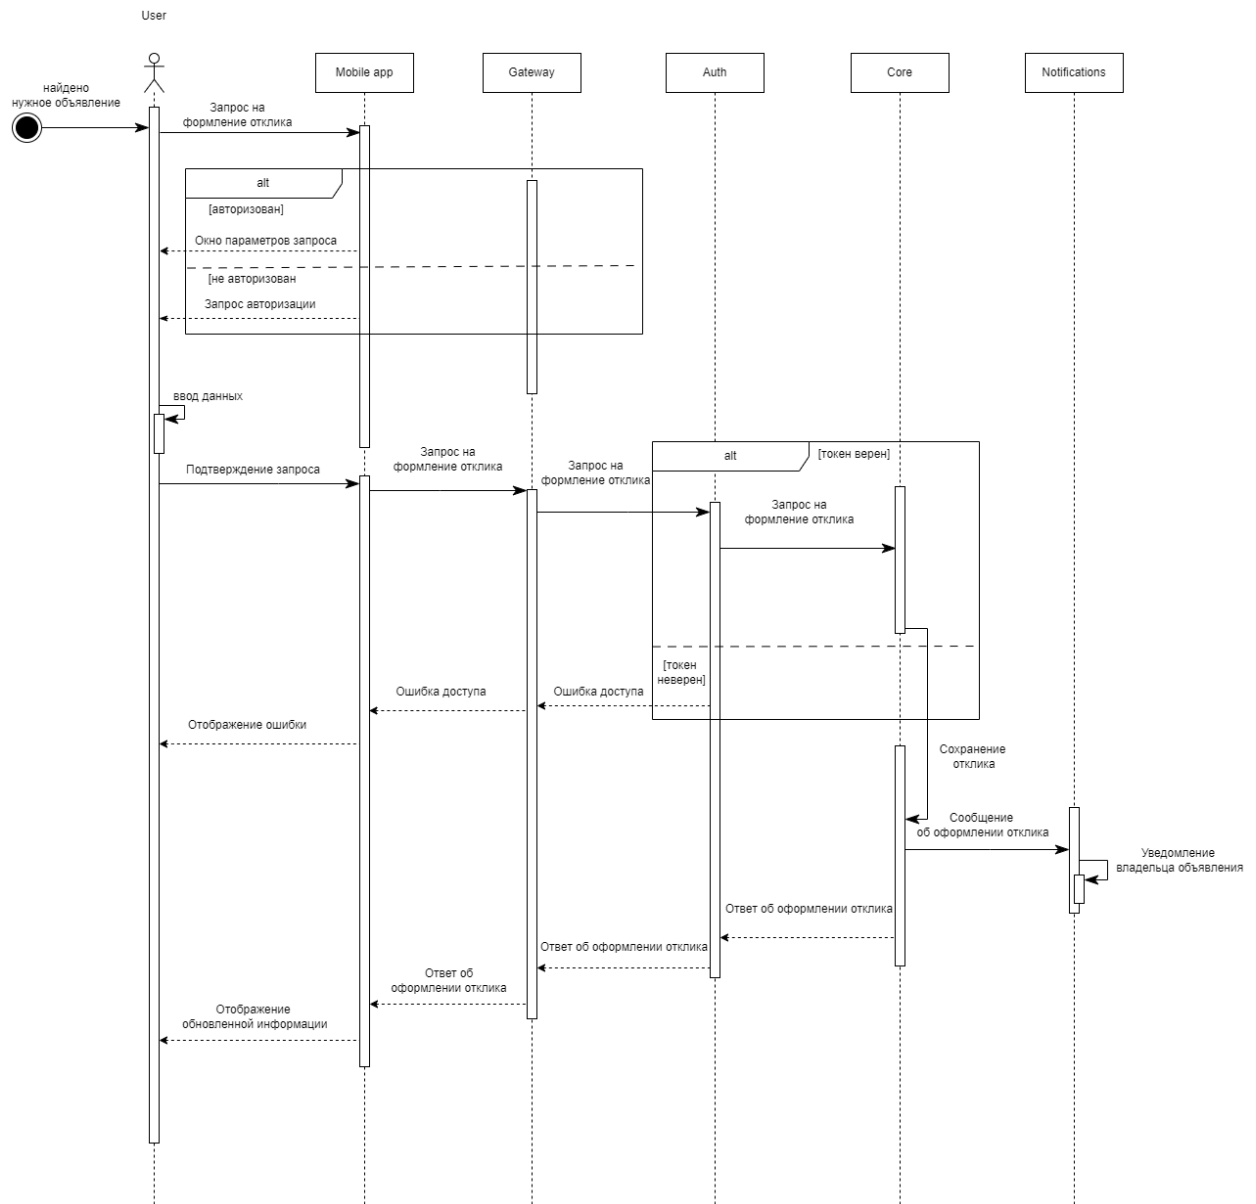 User
Mobile app
Gateway
Auth
Core
Notifications
найдено
нужное объявление
Запрос на
формление отклика
alt
[авторизован]
Окно параметров запроса
[не авторизован
Запрос авторизации
ввод данных
Подтверждение запроса
Запрос на
формление отклика
Запрос на
формление отклика
alt
[токен верен]
Запрос на
формление отклика
[токен
неверен]
Ошибка доступа
Ошибка доступа
Отображение ошибки
Сохранение
отклика
Сообщение
об оформлении отклика
Уведомление
владельца объявления
Ответ об оформлении отклика
Ответ об оформлении отклика
Ответ об
оформлении отклика
Отображение
обновленной информации